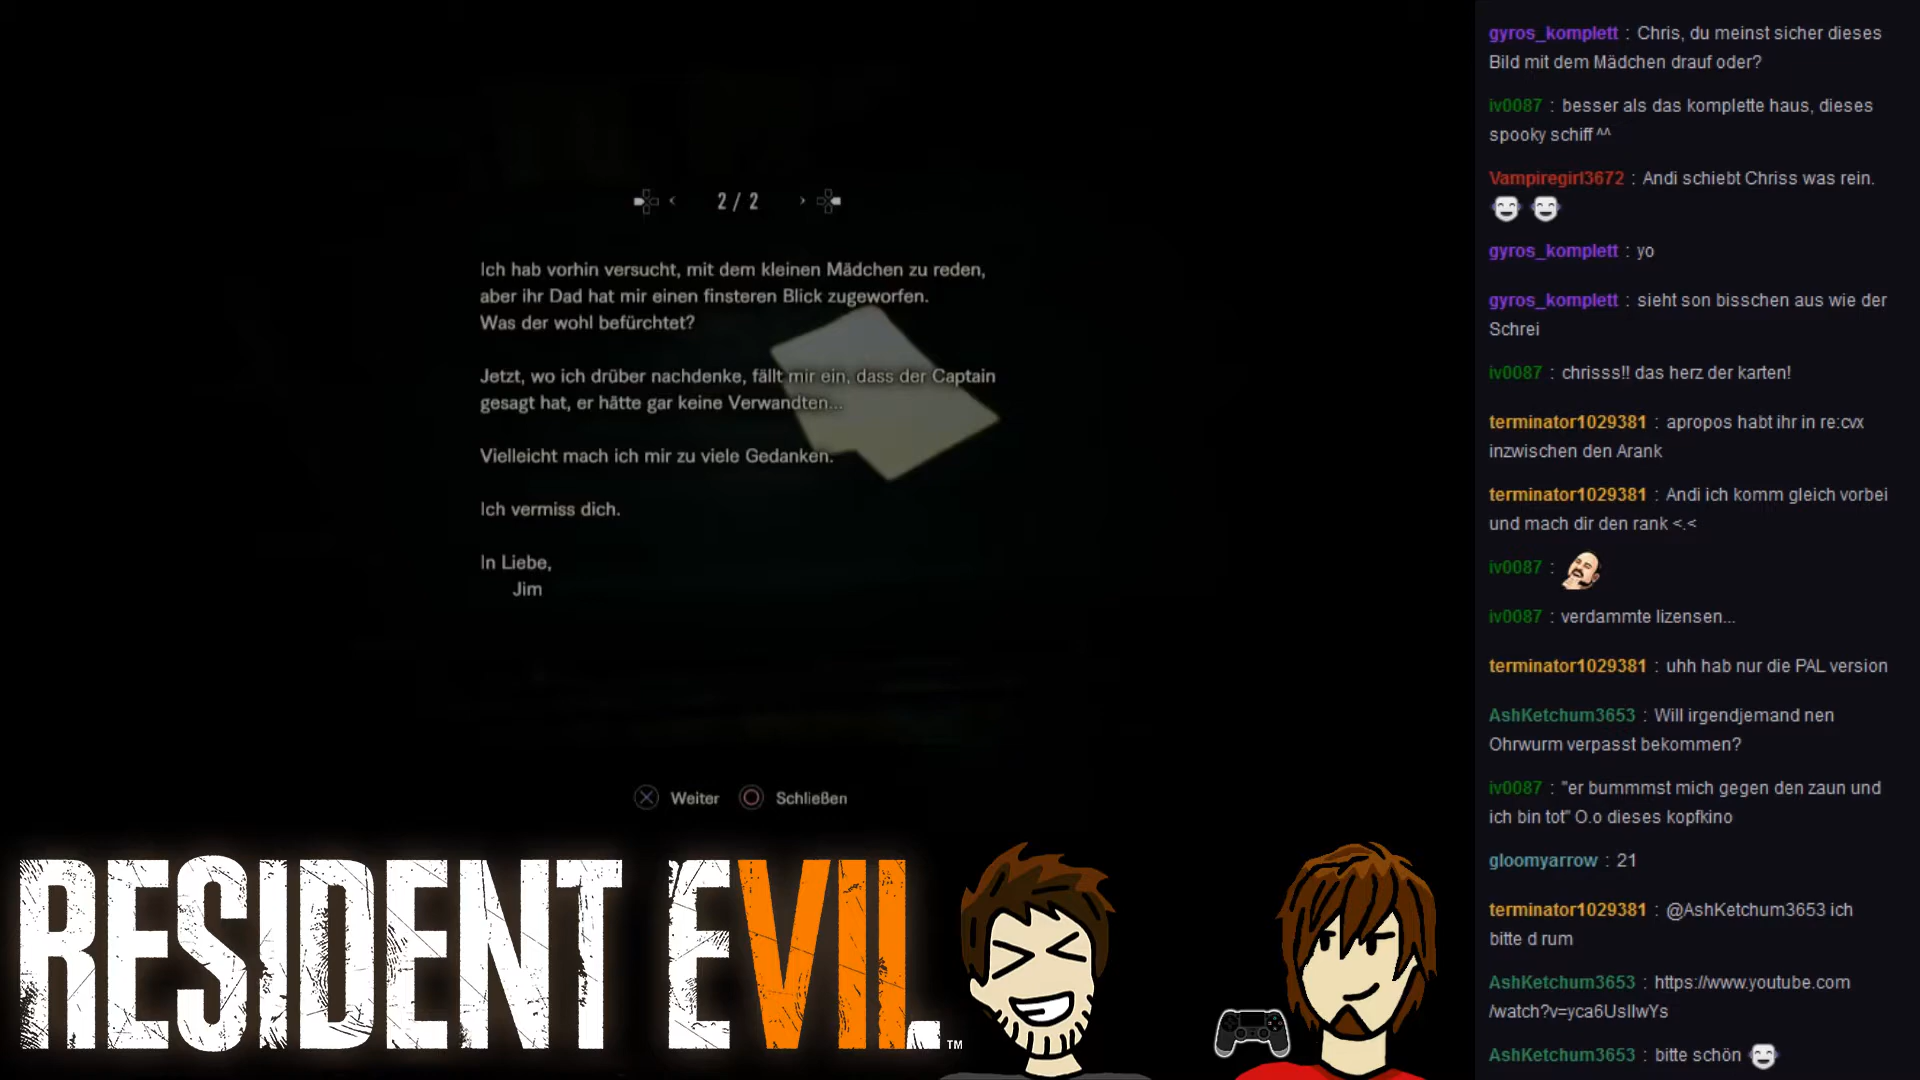 2 / 2
Ich hab vorhin versucht, mit dem kleinen Mädchen zu reden,
aber ihr Dad hat mir einen finsteren Blick zugeworfen.
Was der wohl befürchtet?
Jetzt, wo ich drüber nachdenke, fällt mir ein, dass der Captain
gesagt hat, er hätte gar keine Verwandten...
Vielleicht mach ich mir zu viele Gedanken.
Ich vermiss dich.
In Liebe,
Jim
Weiter Schließen
RESIDENT EVIL™
gyros_komplett : Chris, du meinst sicher dieses
Bild mit dem Mädchen drauf oder?
iv0087 : besser als das komplette haus, dieses
spooky schiff ^^
Vampiregirl3672 : Andi schiebt Chriss was rein.
gyros_komplett : yo
gyros_komplett : sieht son bisschen aus wie der
Schrei
iv0087 : chrisss!! das herz der karten!
terminator1029381 : apropos habt ihr in re:cvx
inzwischen den Arank
terminator1029381 : Andi ich komm gleich vorbei
und mach dir den rank <.<
iv0087 :
iv0087 : verdammte lizensen...
terminator1029381 : uhh hab nur die PAL version
AshKetchum3653 : Will irgendjemand nen
Ohrwurm verpasst bekommen?
iv0087 : "er bummmst mich gegen den zaun und
ich bin tot" O.o dieses kopfkino
gloomyarrow : 21
terminator1029381 : @AshKetchum3653 ich
bitte d rum
AshKetchum3653 : https://www.youtube.com
/watch?v=yca6UsllwYs
AshKetchum3653 : bitte schön